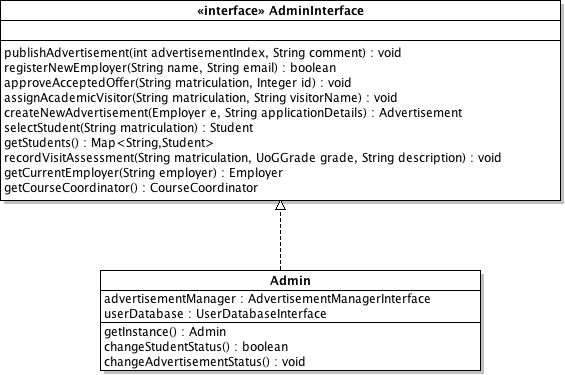 «interface» AdminInterface
publishAdvertisement(int advertisementIndex, String comment) : void
registerNewEmployer(String name, String email) : boolean
approveAcceptedOffer(String matriculation, Integer id) : void
assignAcademicVisitor(String matriculation, String visitorName) : void
createNewAdvertisement(Employer e, String applicationDetails) : Advertisement
selectStudent(String matriculation) : Student
getStudents() : Map<String,Student>
recordVisitAssessment(String matriculation, UoGGrade grade, String description) : void
getCurrentEmployer(String employer) : Employer
getCourseCoordinator() : CourseCoordinator
Admin
advertisementManager : AdvertisementManagerInterface
userDatabase : UserDatabaseInterface
getInstance() : Admin
changeStudentStatus() : boolean
changeAdvertisementStatus() : void